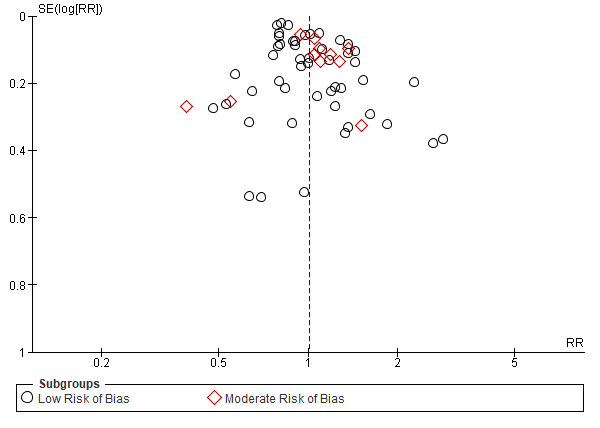 SE(log[RR])
0
0.2
0.4
0.6
0.8
1
RR
0.2
0.5
1
2
5
Subgroups
Low Risk of Bias
Moderate Risk of Bias